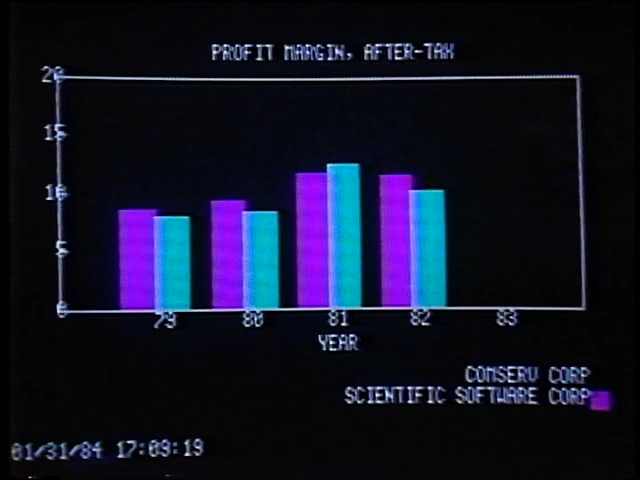 PROFIT MARGIN, AFTER-TAX
20
15
10
5
0
79 80 81 82 83
YEAR
COMSERV CORP
SCIENTIFIC SOFTWARE CORP
01/31/84 17:09:19